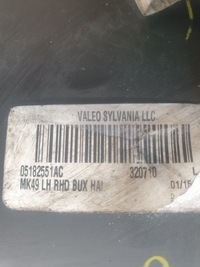 VALEO SYLVANIA LLC
05182551AC 320710 L
MK49 LH RHD BUX HAL 01/15